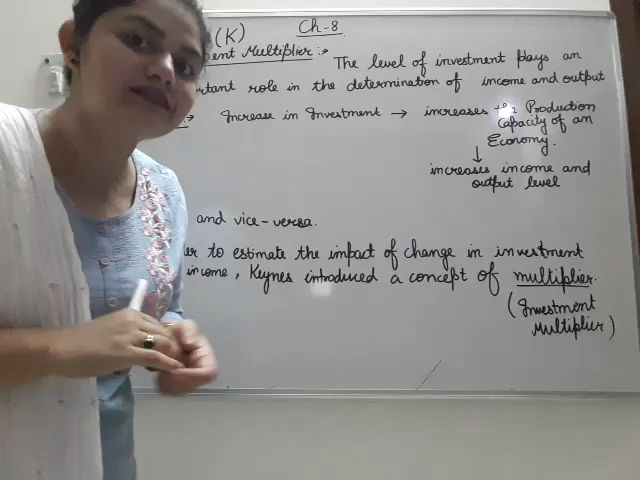 (K) Ch-8
ent Multiplier :- The level of investment plays an
rtant role in the determination of income and output
:- Increase in Investment → increases the Production
Capacity of an
Economy.
↓
increases income and
output level
and vice-versa.
er to estimate the impact of change in investment
income, Keynes introduced a concept of multiplier.
(Investment
Multiplier)